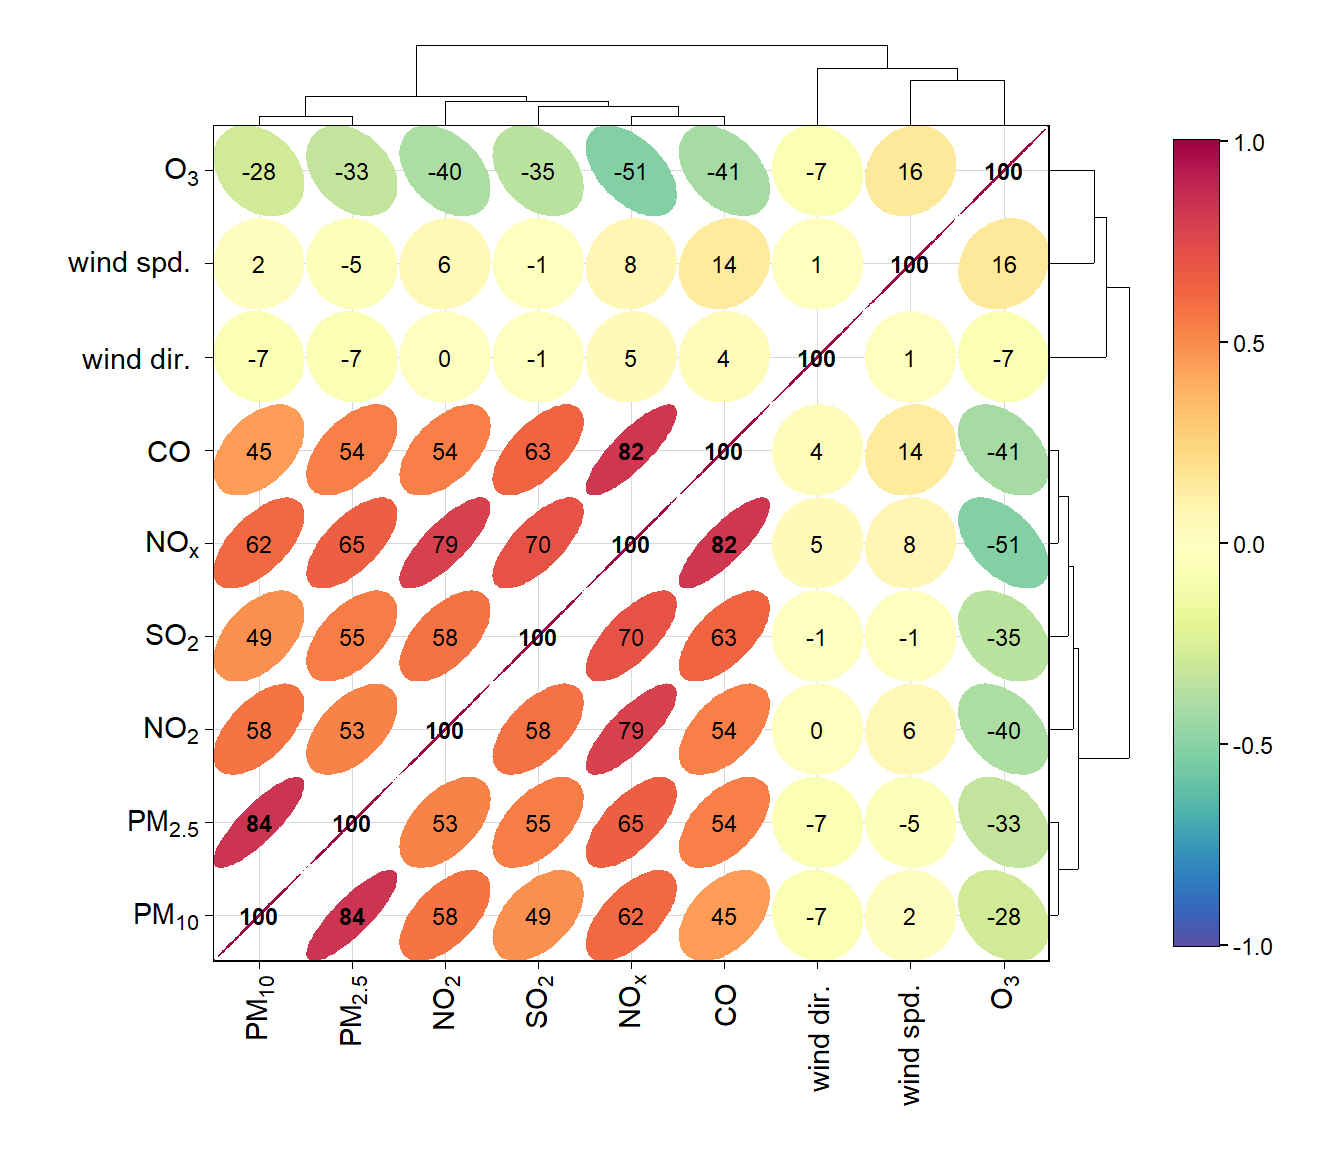 O3 -28 -33 -40 -35 -51 -41 -7 16 100
wind spd. 2 -5 6 -1 8 14 1 100 16
wind dir. -7 -7 0 -1 5 4 100 1 -7
CO 45 54 54 63 82 100 4 14 -41
NOx 62 65 79 70 100 82 5 8 -51
SO2 49 55 58 100 70 63 -1 -1 -35
NO2 58 53 100 58 79 54 0 6 -40
PM2.5 84 100 53 55 65 54 -7 -5 -33
PM10 100 84 58 49 62 45 -7 2 -28
PM10 PM2.5 NO2 SO2 NOx CO wind dir. wind spd. O3
1.0
0.5
0.0
-0.5
-1.0